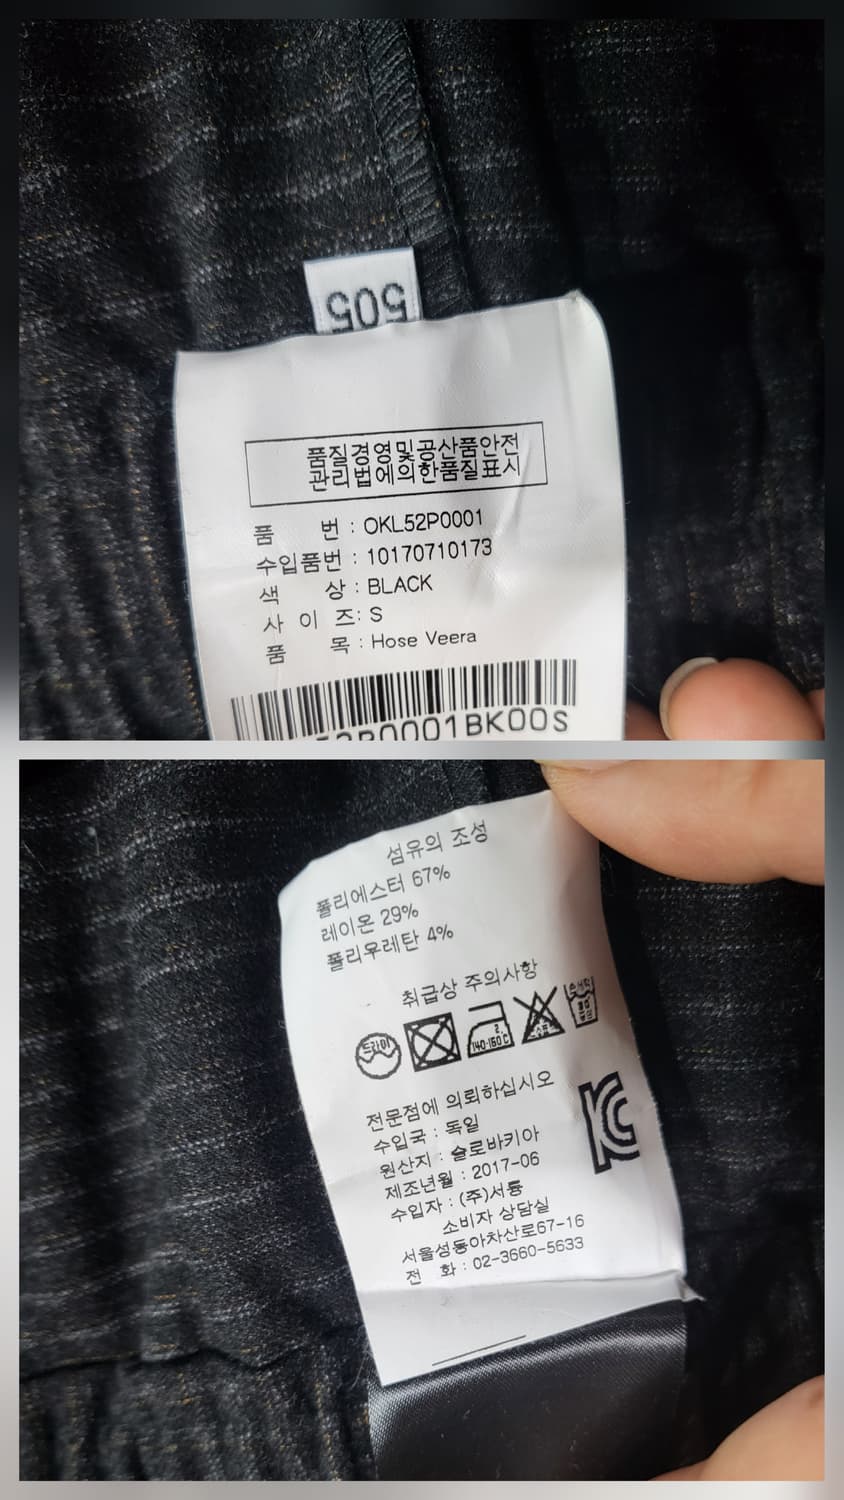 505
품질경영및공산품안전
관리법에의한품질표시
품 번 : OKL52P0001
수입품번 : 10170710173
색 상 : BLACK
사 이 즈 : S
품 목 : Hose Veera
52P0001BK00S
섬유의 조성
폴리에스터 67%
레이온 29%
폴리우레탄 4%
취급상 주의사항
드라이
2. 140-160℃
손세탁
전문점에 의뢰하십시오
수입국 : 독일
원산지 : 슬로바키아
제조년월 : 2017-06
수입자 : (주)서륭
소비자 상담실
서울성동아차산로67-16
전 화 : 02-3660-5633